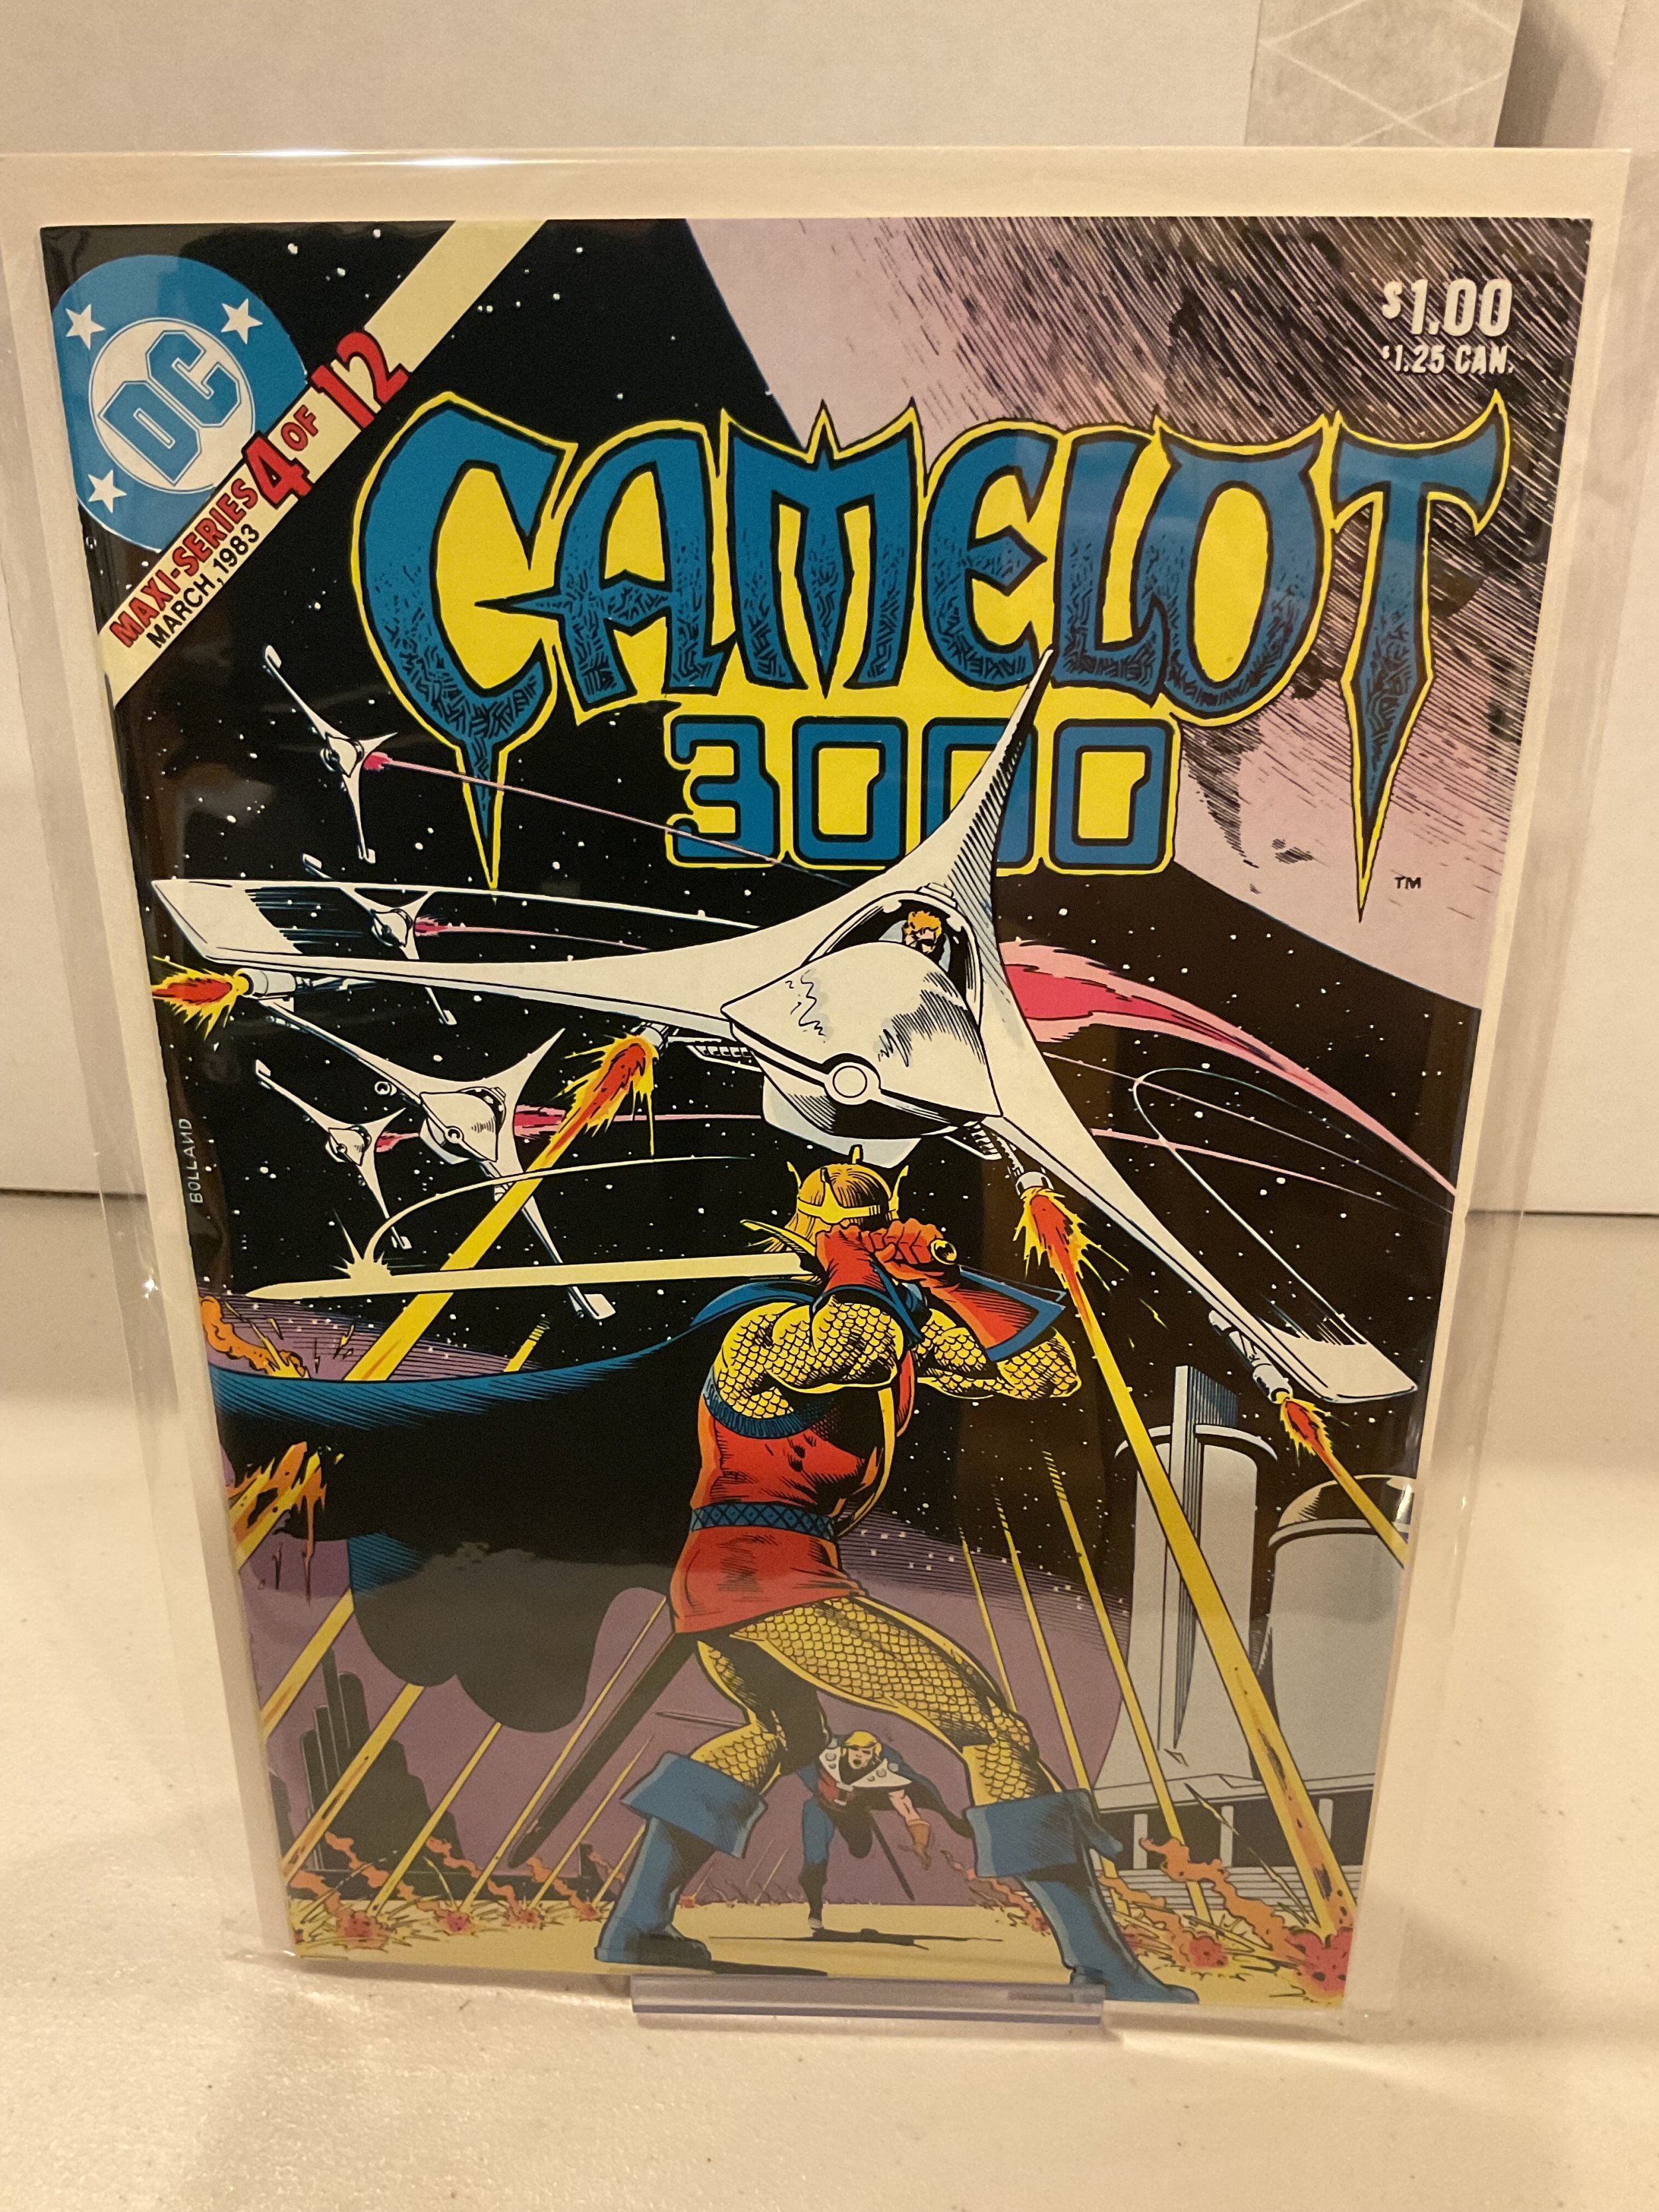 DC
MAXI-SERIES 4 OF 12
MARCH, 1983
$1.00
$1.25 CAN.
CAMELOT
3000
TM
BOLLAND